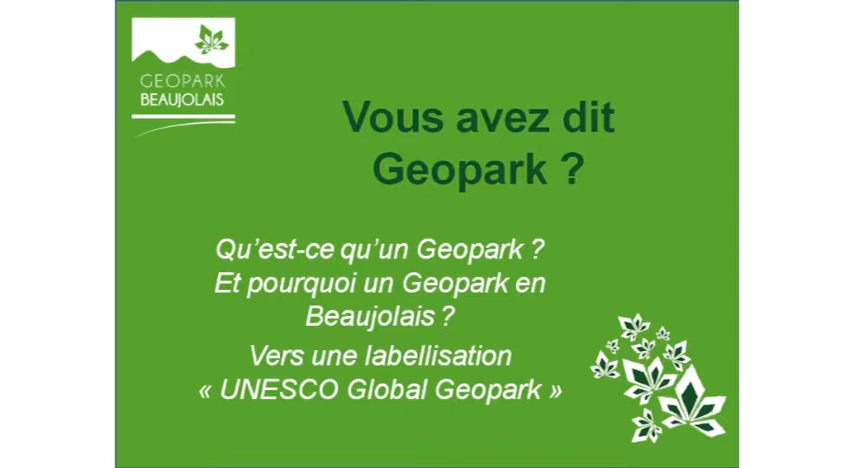 GEOPARK
BEAUJOLAIS
Vous avez dit
Geopark ?
Qu'est-ce qu'un Geopark ?
Et pourquoi un Geopark en
Beaujolais ?
Vers une labellisation
« UNESCO Global Geopark »